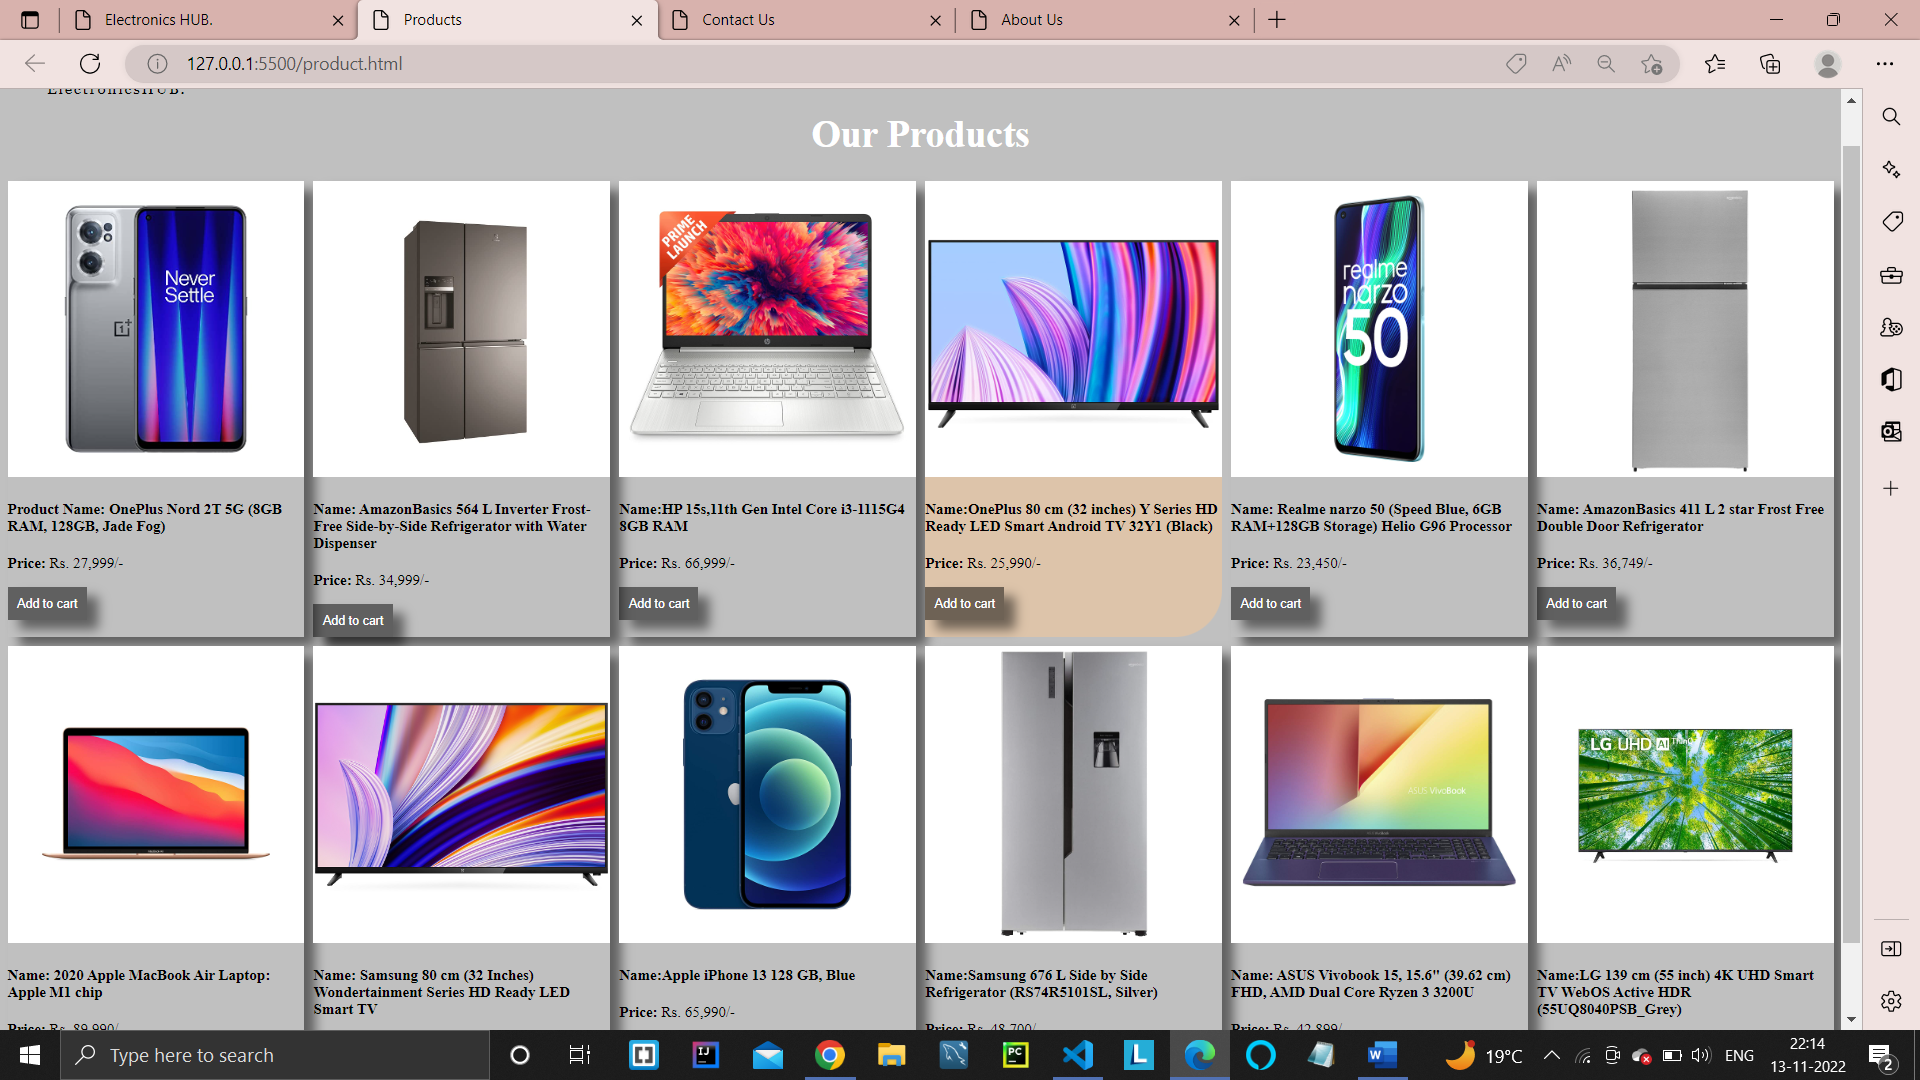 Electronics HUB.
Products
Contact Us
About Us
127.0.0.1:5500/product.html
ElectronicsHUB.
Our Products
Never
Settle
PRIME
LAUNCH
realme
narzo
50
Product Name: OnePlus Nord 2T 5G (8GB
RAM, 128GB, Jade Fog)
Price: Rs. 27,999/-
Add to cart
Name: AmazonBasics 564 L Inverter Frost-
Free Side-by-Side Refrigerator with Water
Dispenser
Price: Rs. 34,999/-
Add to cart
Name:HP 15s,11th Gen Intel Core i3-1115G4
8GB RAM
Price: Rs. 66,999/-
Add to cart
Name:OnePlus 80 cm (32 inches) Y Series HD
Ready LED Smart Android TV 32Y1 (Black)
Price: Rs. 25,990/-
Add to cart
Name: Realme narzo 50 (Speed Blue, 6GB
RAM+128GB Storage) Helio G96 Processor
Price: Rs. 23,450/-
Add to cart
Name: AmazonBasics 411 L 2 star Frost Free
Double Door Refrigerator
Price: Rs. 36,749/-
Add to cart
ASUS VivoBook
LG UHD AI ThinQ
Name: 2020 Apple MacBook Air Laptop:
Apple M1 chip
Price: Rs. 89,990/-
Name: Samsung 80 cm (32 Inches)
Wondertainment Series HD Ready LED
Smart TV
Name:Apple iPhone 13 128 GB, Blue
Price: Rs. 65,990/-
Name:Samsung 676 L Side by Side
Refrigerator (RS74R5101SL, Silver)
Price: Rs. 48,700/-
Name: ASUS Vivobook 15, 15.6" (39.62 cm)
FHD, AMD Dual Core Ryzen 3 3200U
Price: Rs. 42,899/-
Name:LG 139 cm (55 inch) 4K UHD Smart
TV WebOS Active HDR
(55UQ8040PSB_Grey)
Type here to search
19°C
ENG
22:14
13-11-2022
2